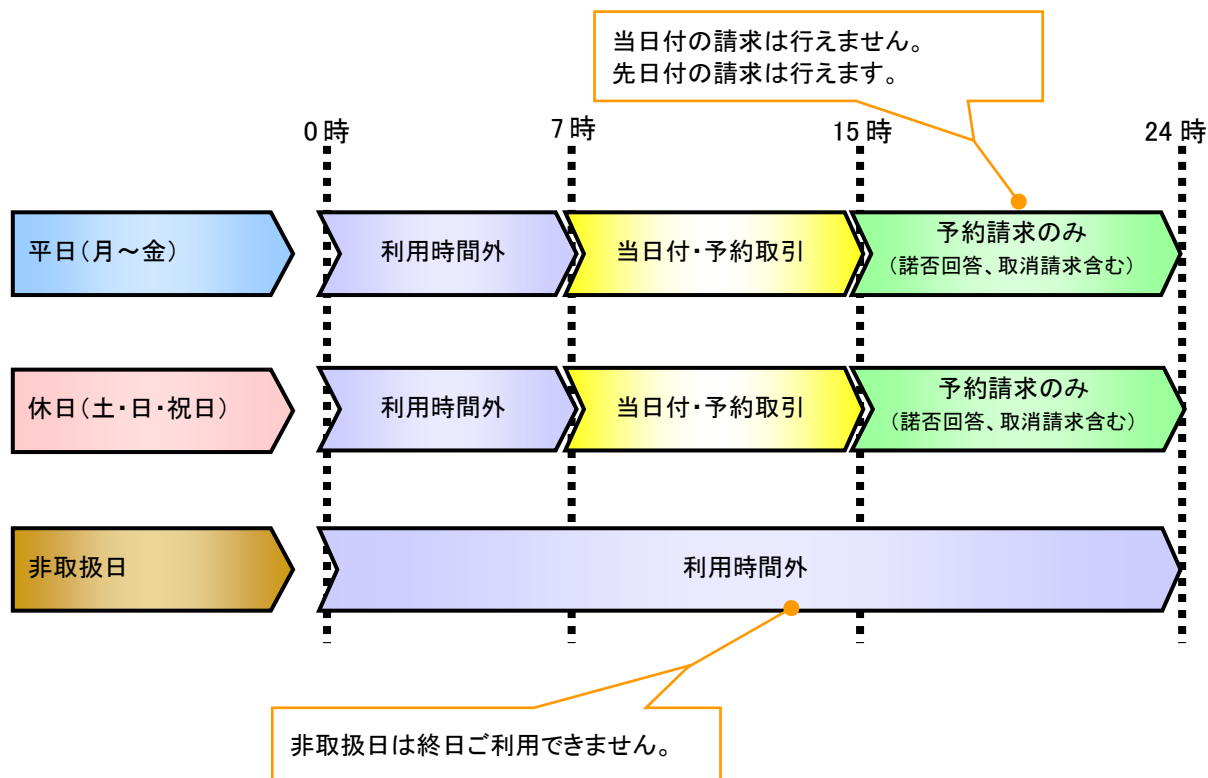 当日付の請求は行えません。
先日付の請求は行えます。
0時
7時
15時
24時
平日(月～金)
利用時間外
当日付・予約取引
予約請求のみ
(諾否回答、取消請求含む)
休日(土・日・祝日)
利用時間外
当日付・予約取引
予約請求のみ
(諾否回答、取消請求含む)
非取扱日
利用時間外
非取扱日は終日ご利用できません。